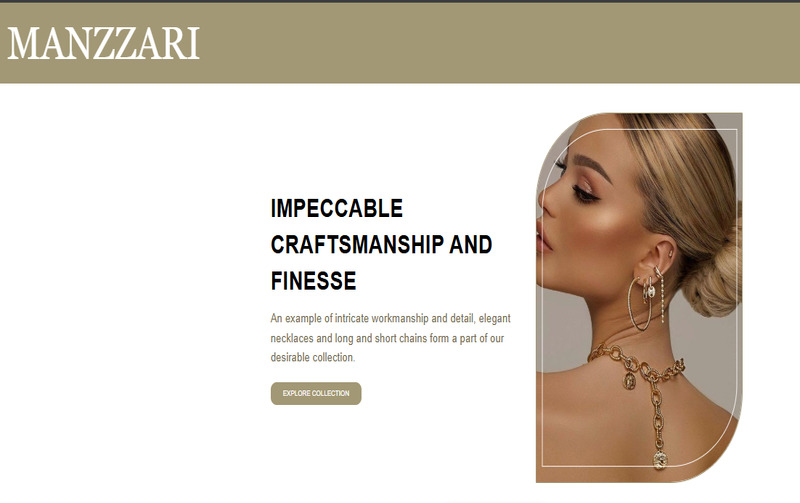 MANZZARI
IMPECCABLE
CRAFTSMANSHIP AND
FINESSE
An example of intricate workmanship and detail, elegant
necklaces and long and short chains form a part of our
desirable collection.
EXPLORE COLLECTION